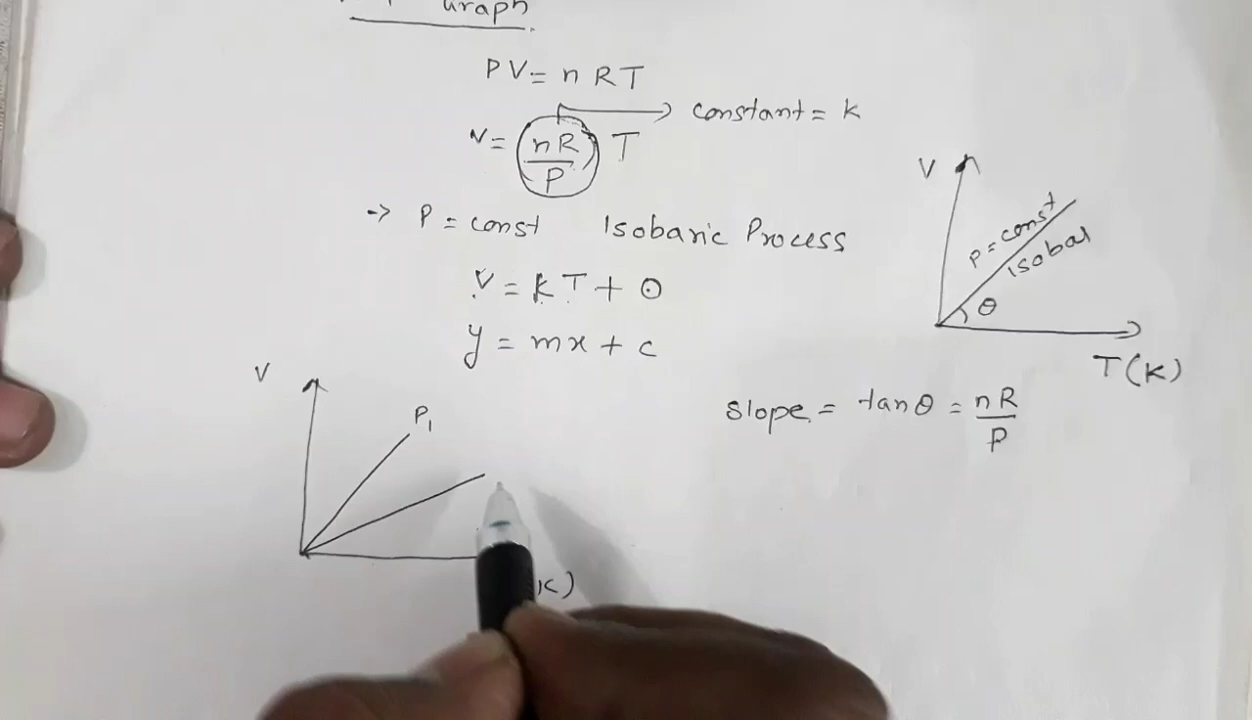 Graph
PV = nRT
constant = k
V = nR/P T
-> P = const Isobaric Process
V = kT + 0
y = mx + c
V
P = const
isobar
θ
T(K)
slope = tanθ = nR/P
V
P₁
K)